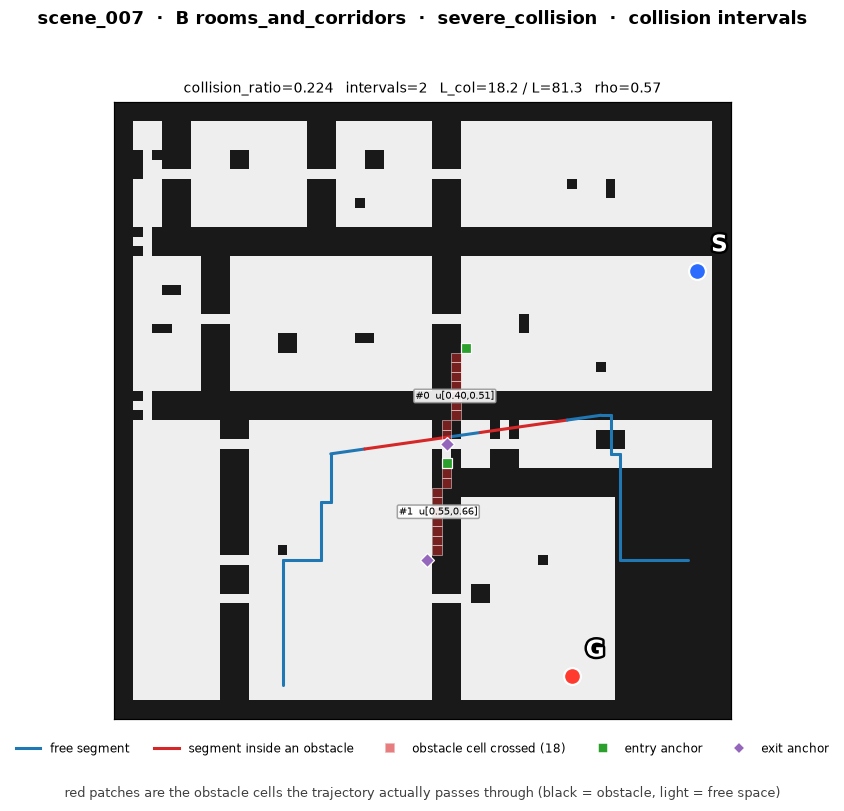 scene_007  ·  B rooms_and_corridors  ·  severe_collision  ·  collision intervals
collision_ratio=0.224   intervals=2   L_col=18.2 / L=81.3   rho=0.57
S
#0  u[0.40,0.51]
#1  u[0.55,0.66]
G
free segment
segment inside an obstacle
obstacle cell crossed (18)
entry anchor
exit anchor
red patches are the obstacle cells the trajectory actually passes through (black = obstacle, light = free space)